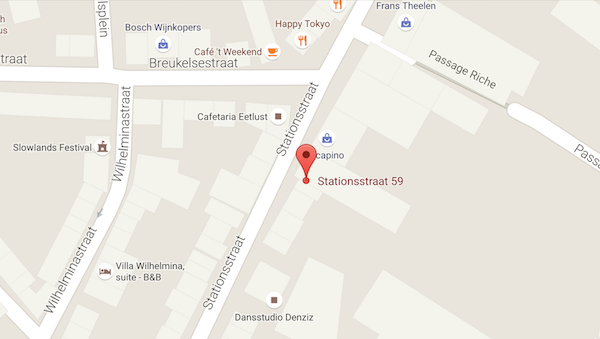 Frans Theelen
Happy Tokyo
Bosch Wijnkopers
Café 't Weekend
Breukelsestraat
Passage Riche
Cafetaria Eetlust
Stationsstraat
Slowlands Festival
Wilhelminastraat
capino
Stationsstraat 59
Wilhelminastraat
Stationsstraat
Villa Wilhelmina,
suite - B&B
Dansstudio Denziz